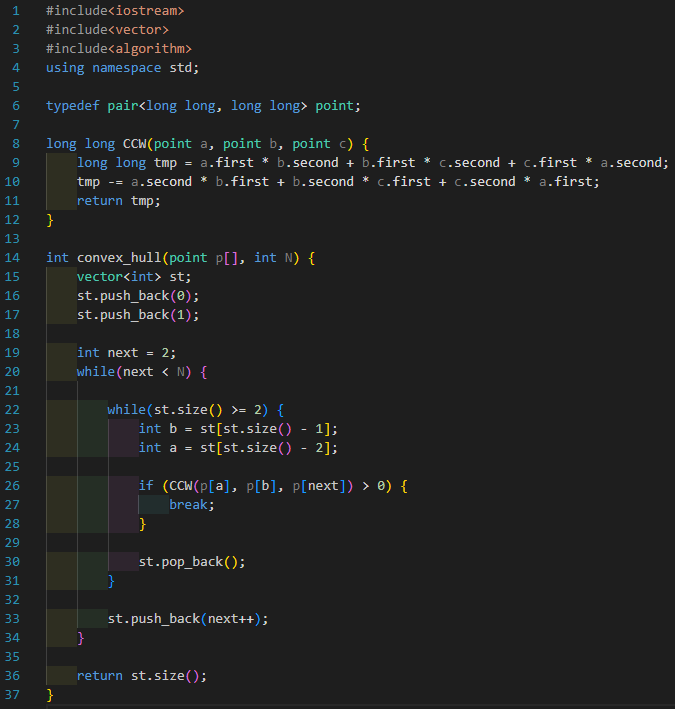 1 #include<iostream>
2 #include<vector>
3 #include<algorithm>
4 using namespace std;
5
6 typedef pair<long long, long long> point;
7
8 long long CCW(point a, point b, point c) {
9     long long tmp = a.first * b.second + b.first * c.second + c.first * a.second;
10     tmp -= a.second * b.first + b.second * c.first + c.second * a.first;
11     return tmp;
12 }
13
14 int convex_hull(point p[], int N) {
15     vector<int> st;
16     st.push_back(0);
17     st.push_back(1);
18
19     int next = 2;
20     while(next < N) {
21
22         while(st.size() >= 2) {
23             int b = st[st.size() - 1];
24             int a = st[st.size() - 2];
25
26             if (CCW(p[a], p[b], p[next]) > 0) {
27                 break;
28             }
29
30             st.pop_back();
31         }
32
33         st.push_back(next++);
34     }
35
36     return st.size();
37 }